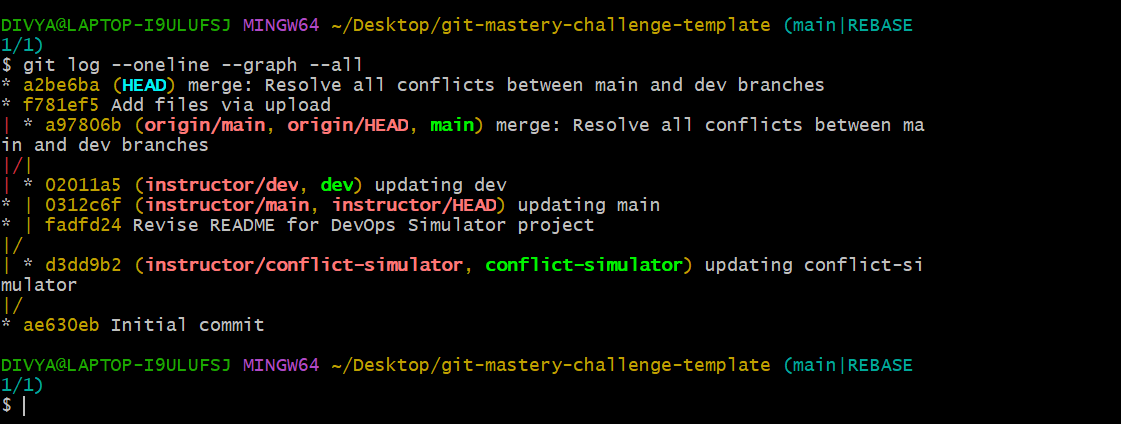 DIVYA@LAPTOP-I9ULUFSJ MINGW64 ~/Desktop/git-mastery-challenge-template (main|REBASE
1/1)
$ git log --oneline --graph --all
* a2be6ba (HEAD) merge: Resolve all conflicts between main and dev branches
* f781ef5 Add files via upload
| * a97806b (origin/main, origin/HEAD, main) merge: Resolve all conflicts between ma
in and dev branches
|/|
| * 02011a5 (instructor/dev, dev) updating dev
* | 0312c6f (instructor/main, instructor/HEAD) updating main
* | fadfd24 Revise README for DevOps Simulator project
|/
| * d3dd9b2 (instructor/conflict-simulator, conflict-simulator) updating conflict-si
mulator
|/
* ae630eb Initial commit

DIVYA@LAPTOP-I9ULUFSJ MINGW64 ~/Desktop/git-mastery-challenge-template (main|REBASE
1/1)
$